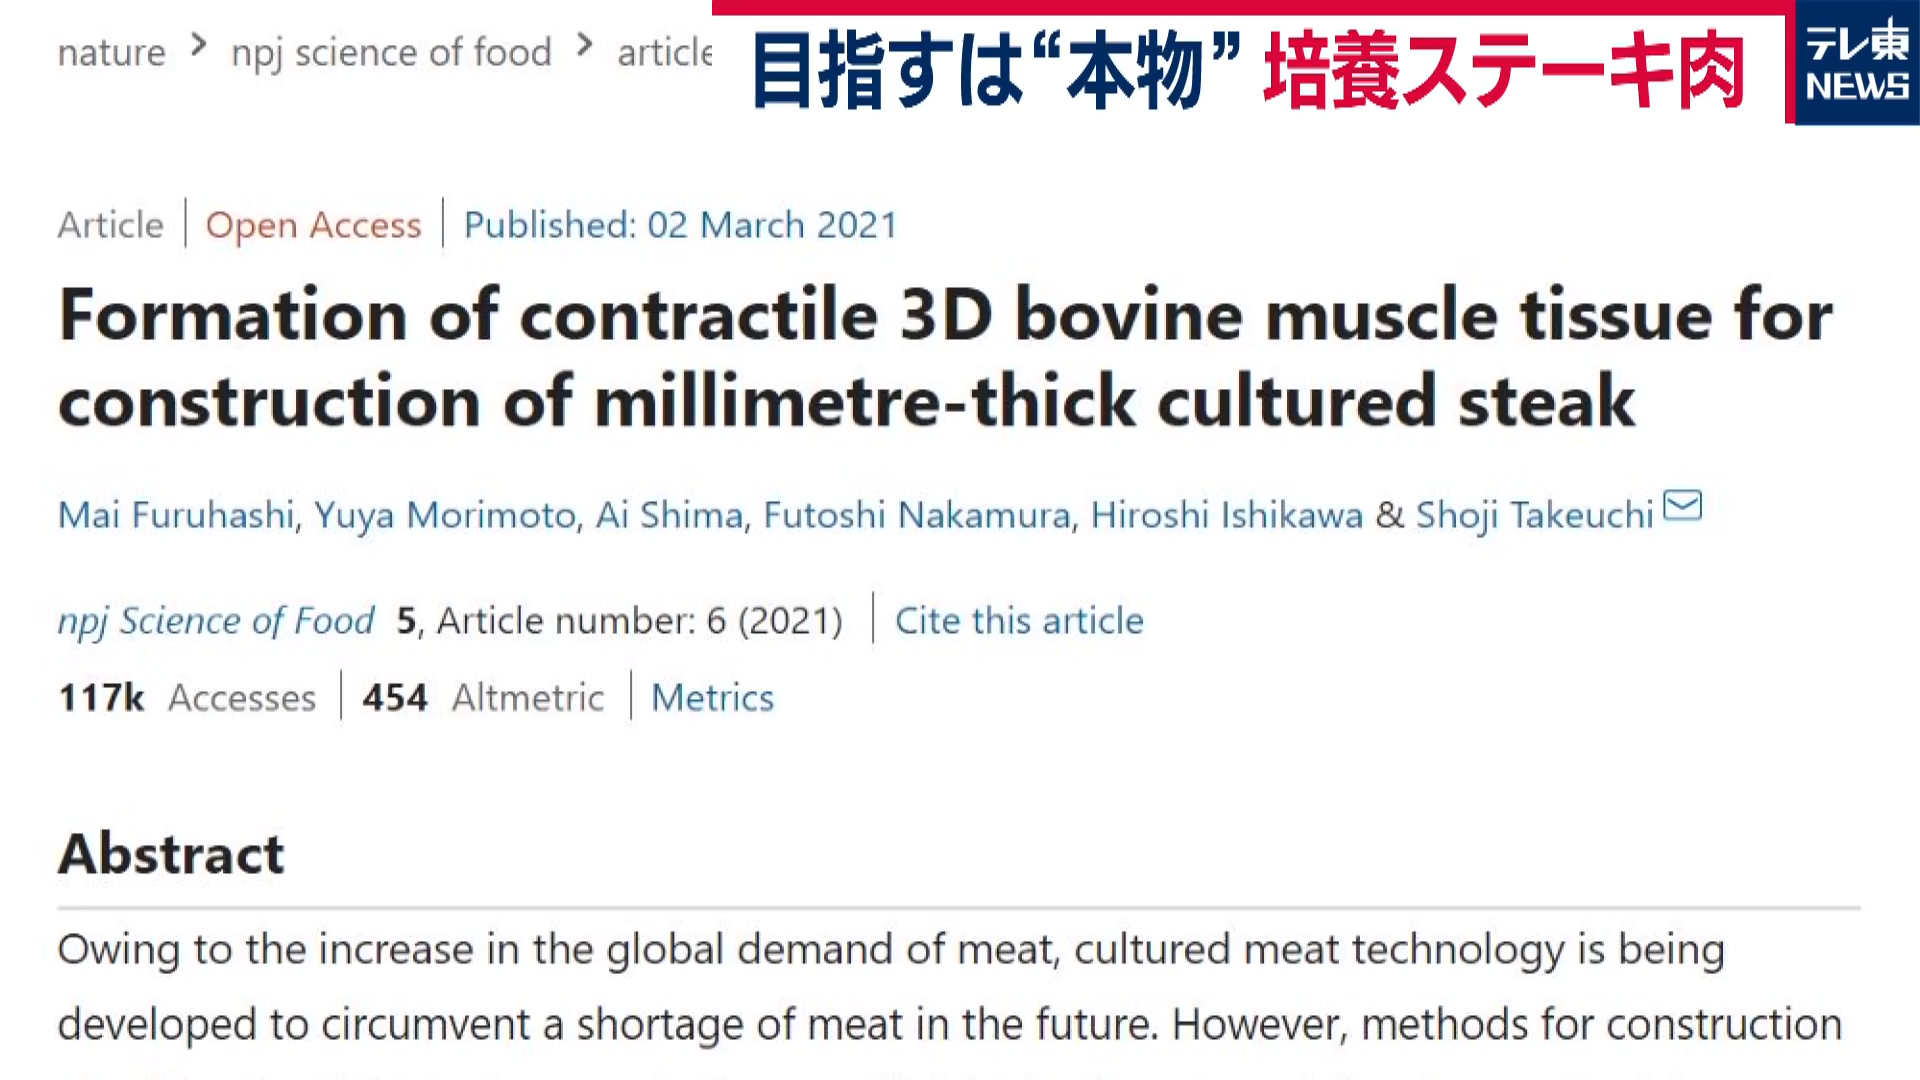 nature > npj science of food > article
目指すは“本物” 培養ステーキ肉
テレ東
NEWS
Article | Open Access | Published: 02 March 2021
Formation of contractile 3D bovine muscle tissue for
construction of millimetre-thick cultured steak
Mai Furuhashi, Yuya Morimoto, Ai Shima, Futoshi Nakamura, Hiroshi Ishikawa & Shoji Takeuchi
npj Science of Food 5, Article number: 6 (2021) | Cite this article
117k Accesses | 454 Altmetric | Metrics
Abstract
Owing to the increase in the global demand of meat, cultured meat technology is being
developed to circumvent a shortage of meat in the future. However, methods for construction